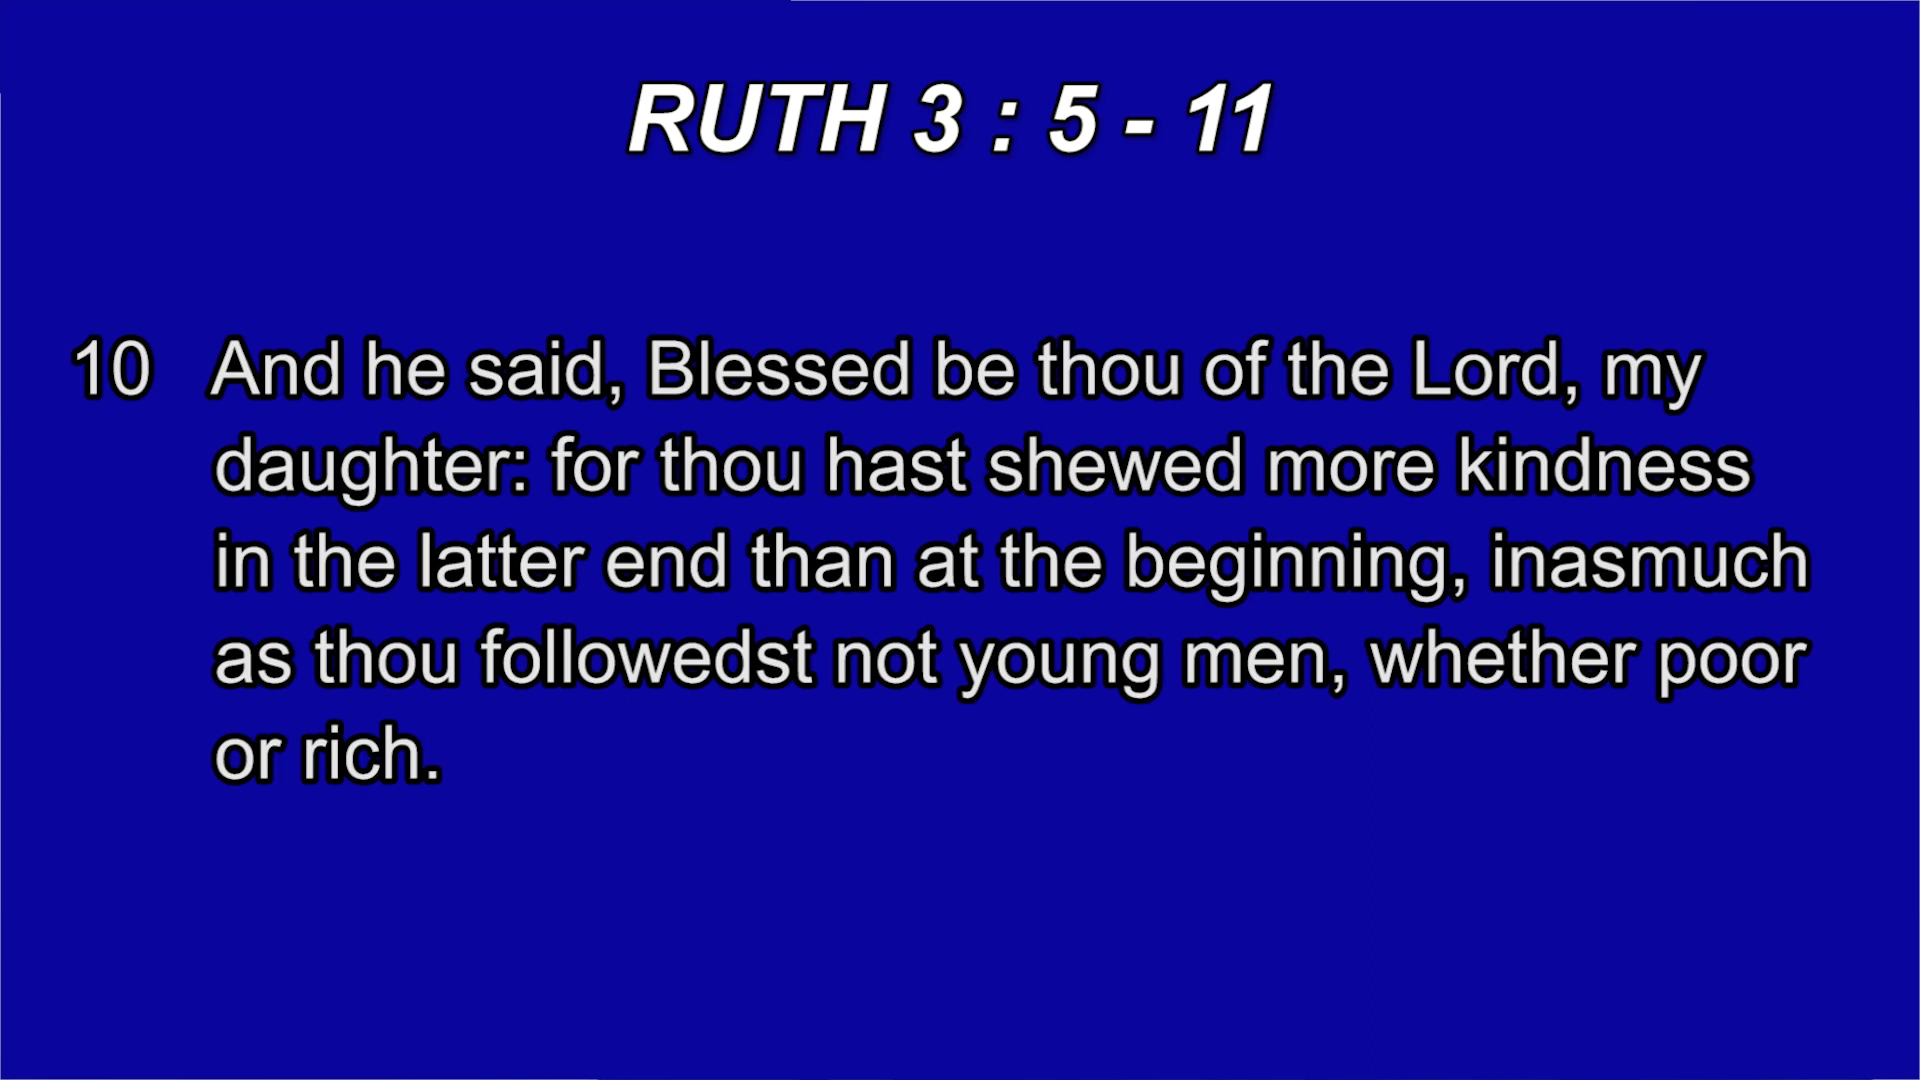 RUTH 3 : 5 - 11
10 And he said, Blessed be thou of the Lord, my
daughter: for thou hast shewed more kindness
in the latter end than at the beginning, inasmuch
as thou followedst not young men, whether poor
or rich.